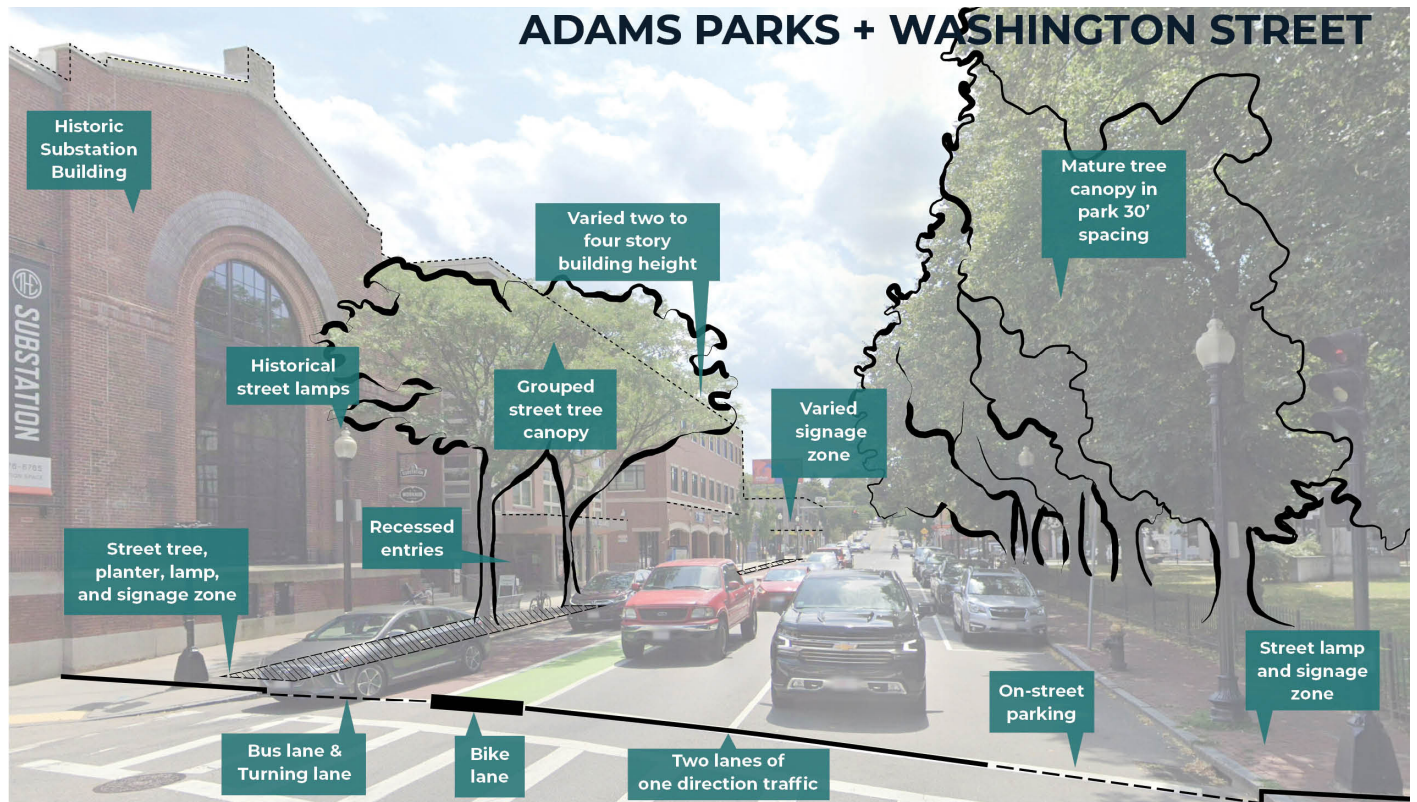 ADAMS PARKS + WASHINGTON STREET
Historic
Substation
Building
Varied two to
four story
building height
Mature tree
canopy in
park 30’
spacing
THE
SUBSTATION
Historical
street lamps
Grouped
street tree
canopy
Varied
signage
zone
Recessed
entries
Street tree,
planter, lamp,
and signage zone
Street lamp
and signage
zone
On-street
parking
Bus lane &
Turning lane
Bike
lane
Two lanes of
one direction traffic